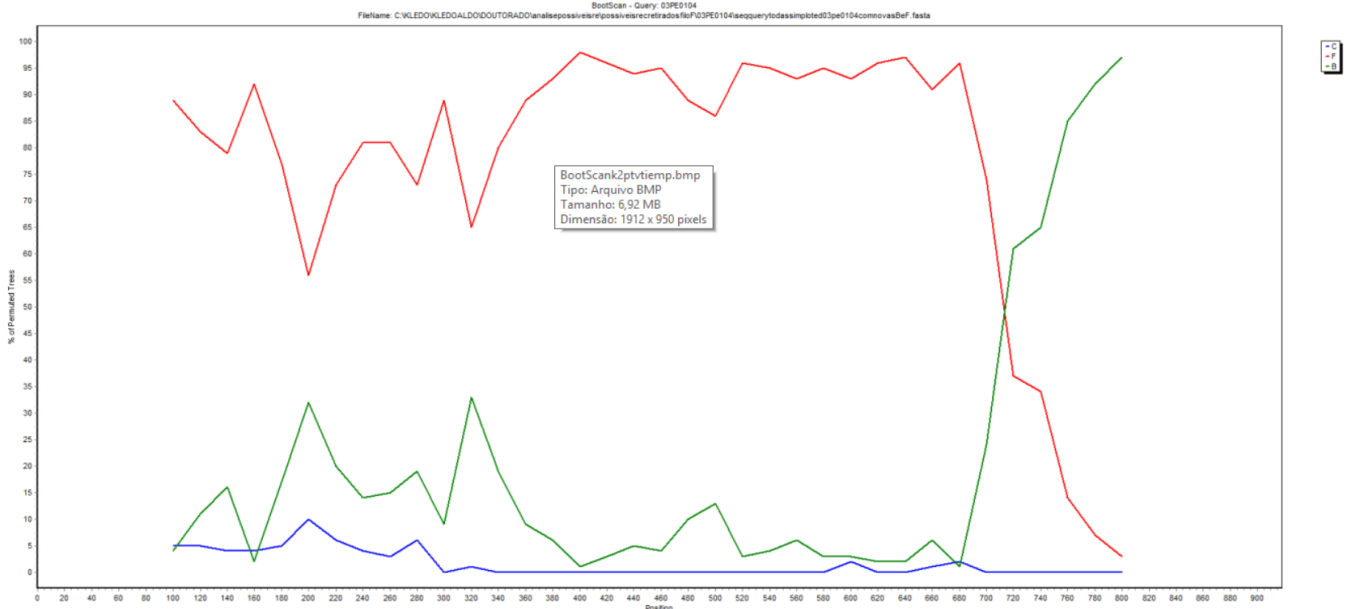 BootScan - Query: 03PE0104
FileName: C:\KLEDO\KLEDOALDO\DOUTORADO\analisepossiveisre\possiveisrecretiradosfiloF\03PE0104\seqquerytodassimploted03pe0104comnovasBeF.fasta
C
F
B
% of Permuted Trees
100
95
90
85
80
75
70
65
60
55
50
45
40
35
30
25
20
15
10
5
0
BootScank2ptvtiemp.bmp
Tipo: Arquivo BMP
Tamanho: 6,92 MB
Dimensão: 1912 x 950 pixels
0 20 40 60 80 100 120 140 160 180 200 220 240 260 280 300 320 340 360 380 400 420 440 460 480 500 520 540 560 580 600 620 640 660 680 700 720 740 760 780 800 820 840 860 880 900
Position